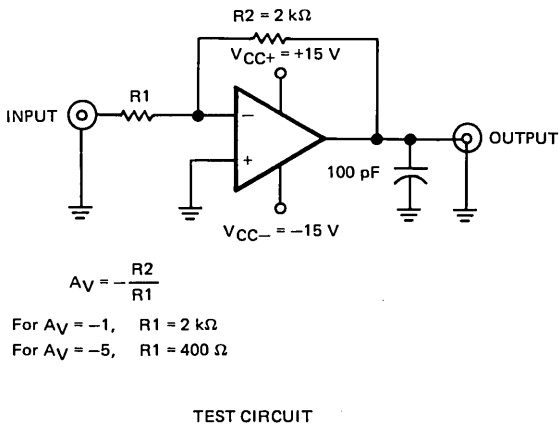 R2 = 2 kΩ
VCC+ = +15 V
R1
INPUT
−
+
OUTPUT
100 pF
VCC− = −15 V
AV = −R2/R1
For AV = −1, R1 = 2 kΩ
For AV = −5, R1 = 400 Ω
TEST CIRCUIT